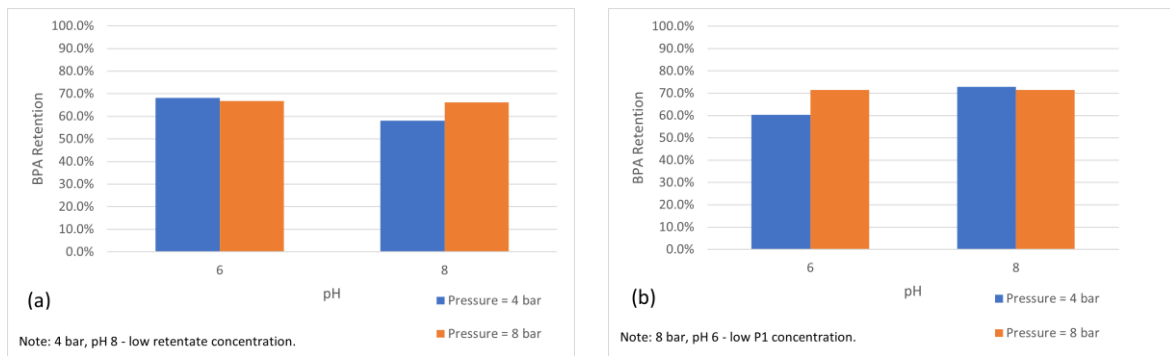 100.0%
90.0%
80.0%
70.0%
60.0%
50.0%
40.0%
30.0%
20.0%
10.0%
0.0%
BPA Retention
6
8
pH
(a)
Pressure = 4 bar
Pressure = 8 bar
Note: 4 bar, pH 8 - low retentate concentration.
100.0%
90.0%
80.0%
70.0%
60.0%
50.0%
40.0%
30.0%
20.0%
10.0%
0.0%
BPA Retention
6
8
pH
(b)
Pressure = 4 bar
Pressure = 8 bar
Note: 8 bar, pH 6 - low P1 concentration.